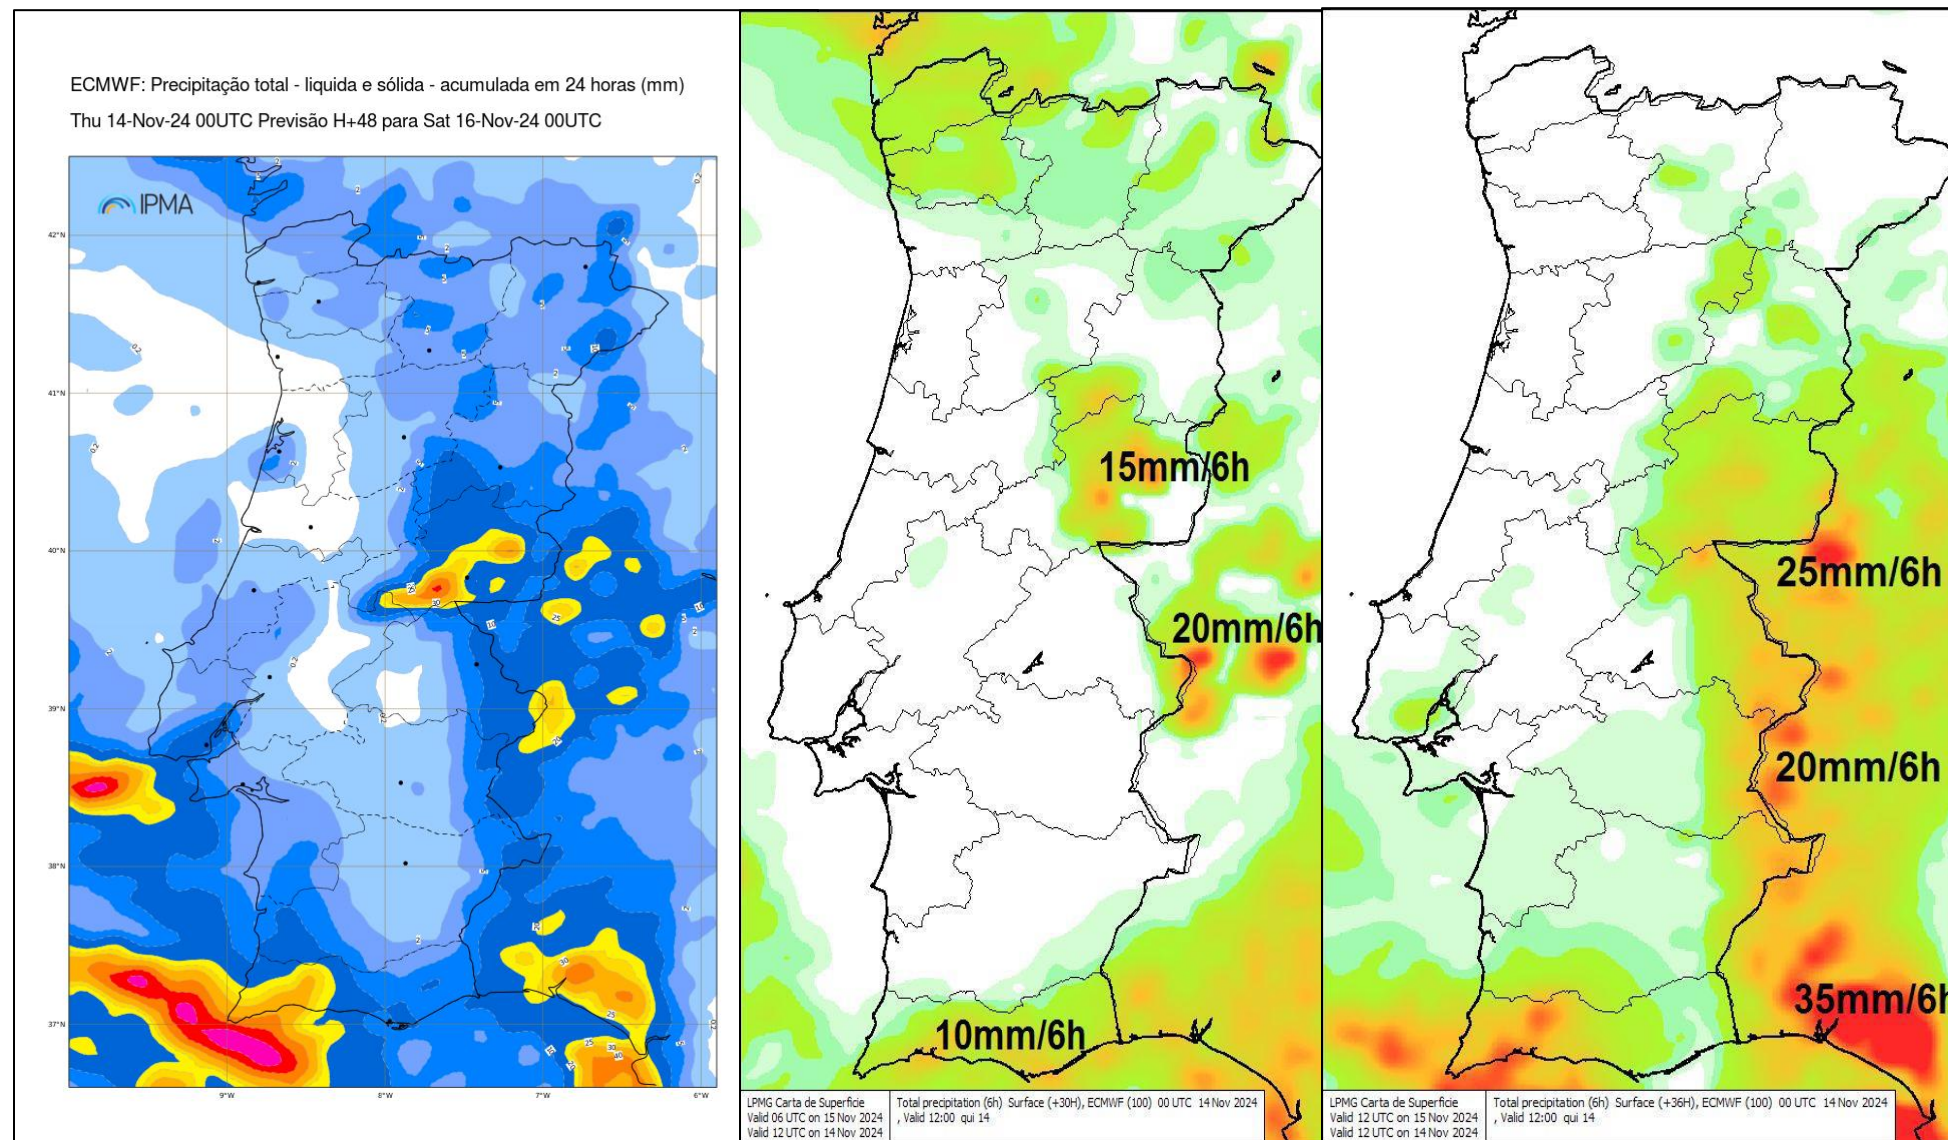 ECMWF: Precipitação total - liquida e sólida - acumulada em 24 horas (mm)
Thu 14-Nov-24 00UTC Previsão H+48 para Sat 16-Nov-24 00UTC
IPMA
42°N
41°N
40°N
39°N
38°N
37°N
9°W
8°W
7°W
6°W
15mm/6h
20mm/6h
10mm/6h
LPMG Carta de Superficie
Valid 06 UTC on 15 Nov 2024
Valid 12 UTC on 14 Nov 2024
Total precipitation (6h) Surface (+30H), ECMWF (100) 00 UTC 14 Nov 2024
, Valid 12:00 qui 14
25mm/6h
20mm/6h
35mm/6h
LPMG Carta de Superficie
Valid 12 UTC on 15 Nov 2024
Valid 12 UTC on 14 Nov 2024
Total precipitation (6h) Surface (+36H), ECMWF (100) 00 UTC 14 Nov 2024
, Valid 12:00 qui 14